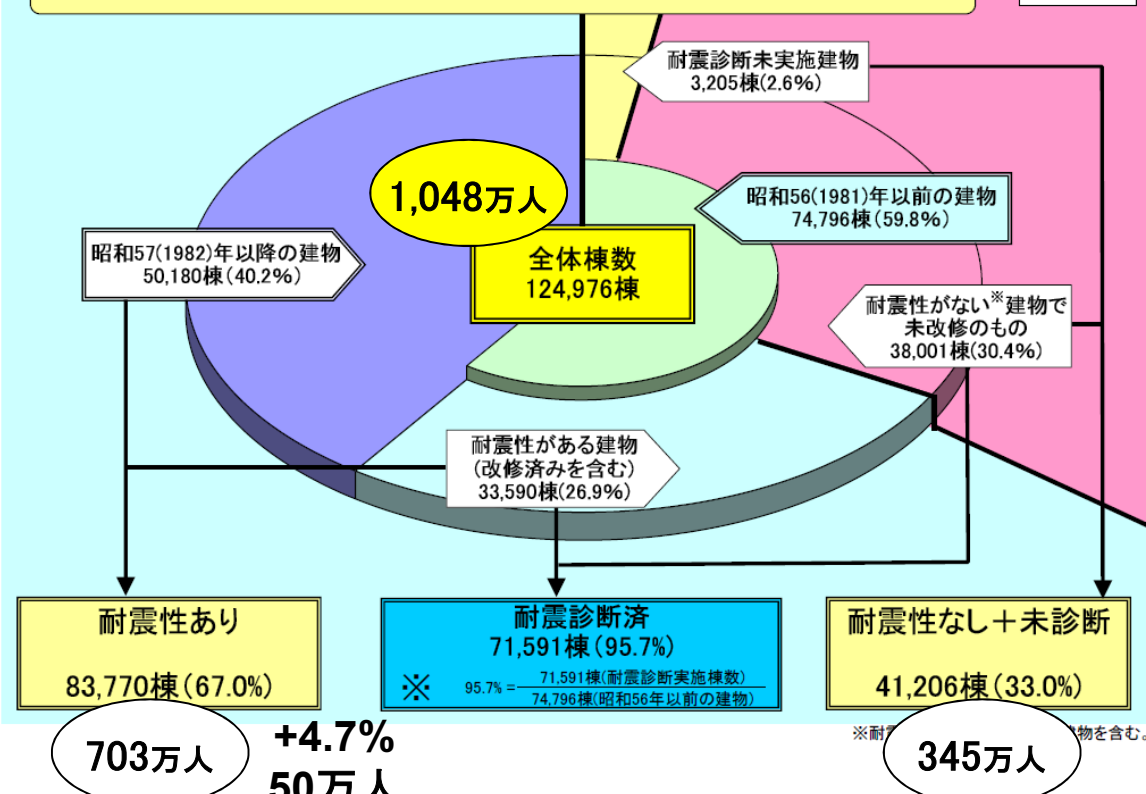 耐震診断未実施建物
3,205棟(2.6%)
1,048万人
昭和56(1981)年以前の建物
74,796棟(59.8%)
昭和57(1982)年以降の建物
50,180棟(40.2%)
全体棟数
124,976棟
耐震性がない※建物で
未改修のもの
38,001棟(30.4%)
耐震性がある建物
(改修済みを含む)
33,590棟(26.9%)
耐震性あり
83,770棟(67.0%)
耐震診断済
71,591棟(95.7%)
※ 95.7%=
71,591棟(耐震診断実施棟数)
74,796棟(昭和56年以前の建物)
耐震性なし+未診断
41,206棟(33.0%)
※耐 物を含む。
703万人
+4.7%
50万人
345万人